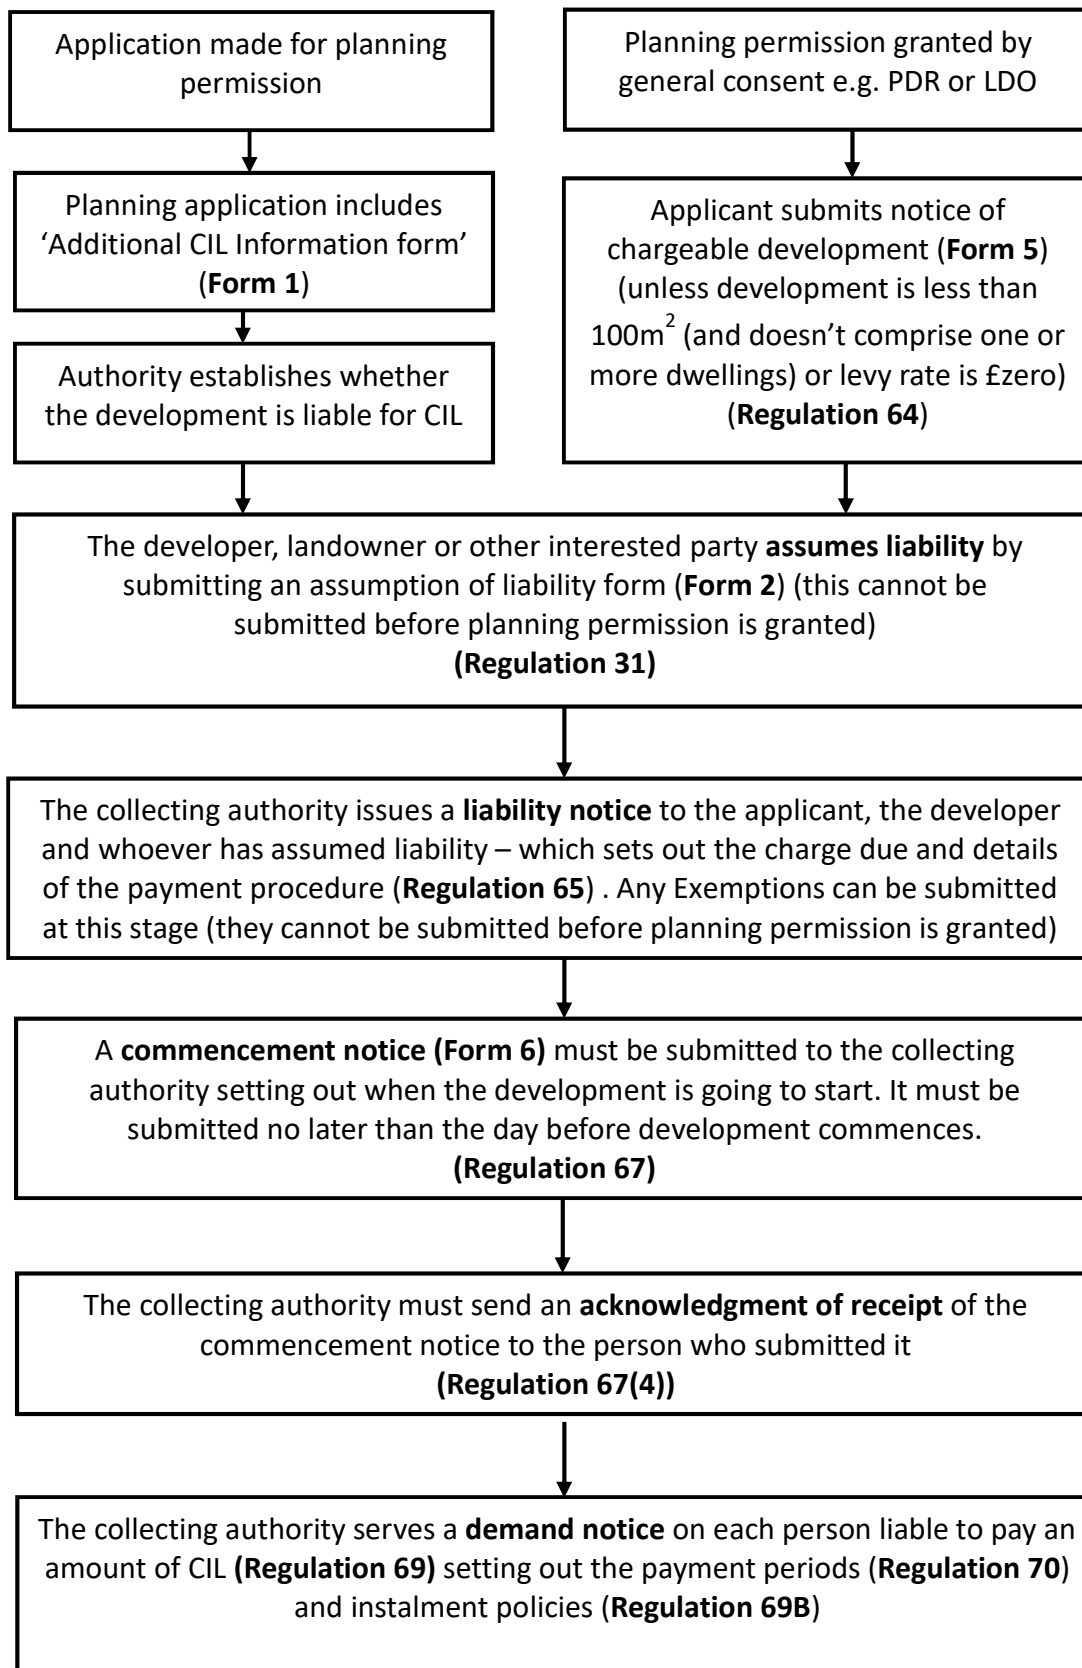 Application made for planning
permission
Planning permission granted by
general consent e.g. PDR or LDO
Planning application includes
‘Additional CIL Information form’
(Form 1)
Applicant submits notice of
chargeable development (Form 5)
(unless development is less than
100m² (and doesn’t comprise one or
more dwellings) or levy rate is £zero)
(Regulation 64)
Authority establishes whether
the development is liable for CIL
The developer, landowner or other interested party assumes liability by
submitting an assumption of liability form (Form 2) (this cannot be
submitted before planning permission is granted)
(Regulation 31)
The collecting authority issues a liability notice to the applicant, the developer
and whoever has assumed liability – which sets out the charge due and details
of the payment procedure (Regulation 65) . Any Exemptions can be submitted
at this stage (they cannot be submitted before planning permission is granted)
A commencement notice (Form 6) must be submitted to the collecting
authority setting out when the development is going to start. It must be
submitted no later than the day before development commences.
(Regulation 67)
The collecting authority must send an acknowledgment of receipt of the
commencement notice to the person who submitted it
(Regulation 67(4))
The collecting authority serves a demand notice on each person liable to pay an
amount of CIL (Regulation 69) setting out the payment periods (Regulation 70)
and instalment policies (Regulation 69B)